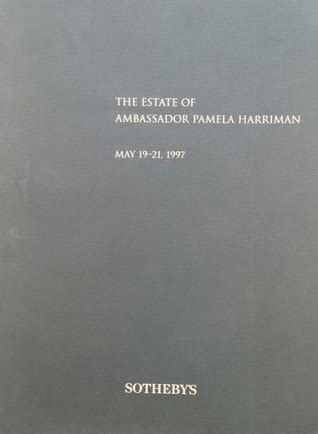 THE ESTATE OF
AMBASSADOR PAMELA HARRIMAN
MAY 19–21, 1997
SOTHEBY'S